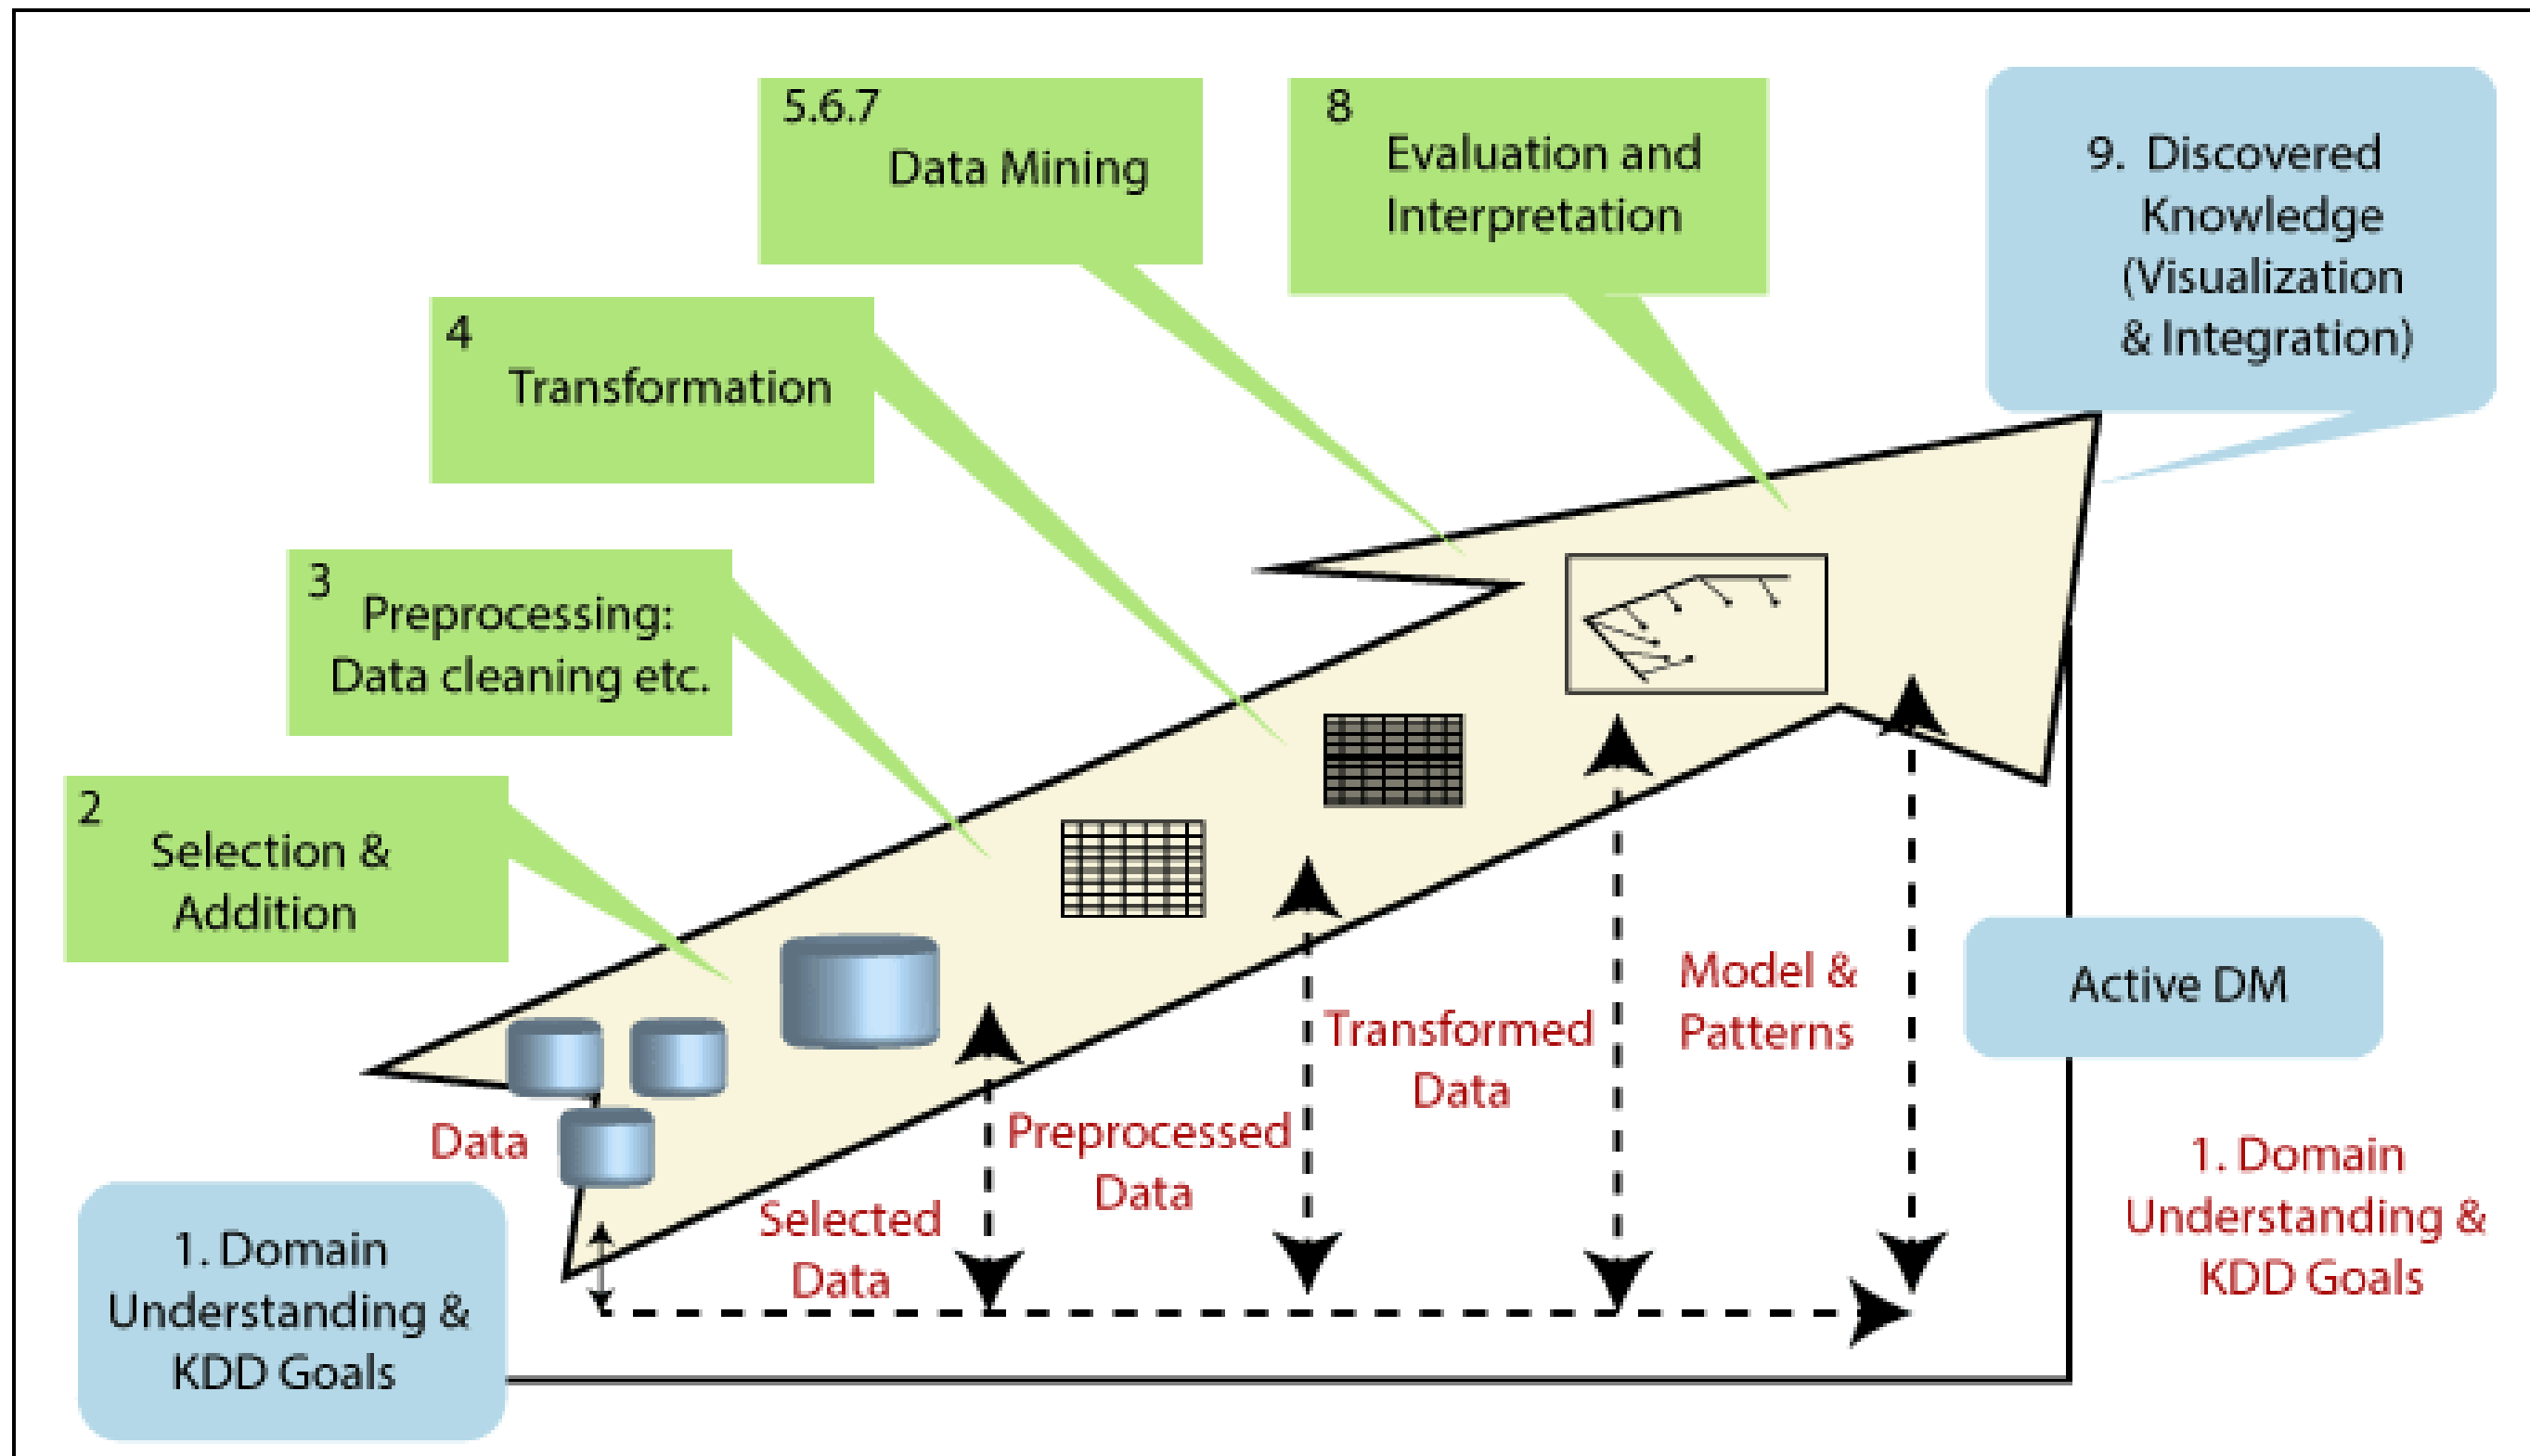 5.6.7
Data Mining
8
Evaluation and
Interpretation
9. Discovered
Knowledge
(Visualization
& Integration)
4
Transformation
3
Preprocessing:
Data cleaning etc.
2
Selection &
Addition
Data
1. Domain
Understanding &
KDD Goals
Selected
Data
Preprocessed
Data
Transformed
Data
Model &
Patterns
Active DM
1. Domain
Understanding &
KDD Goals